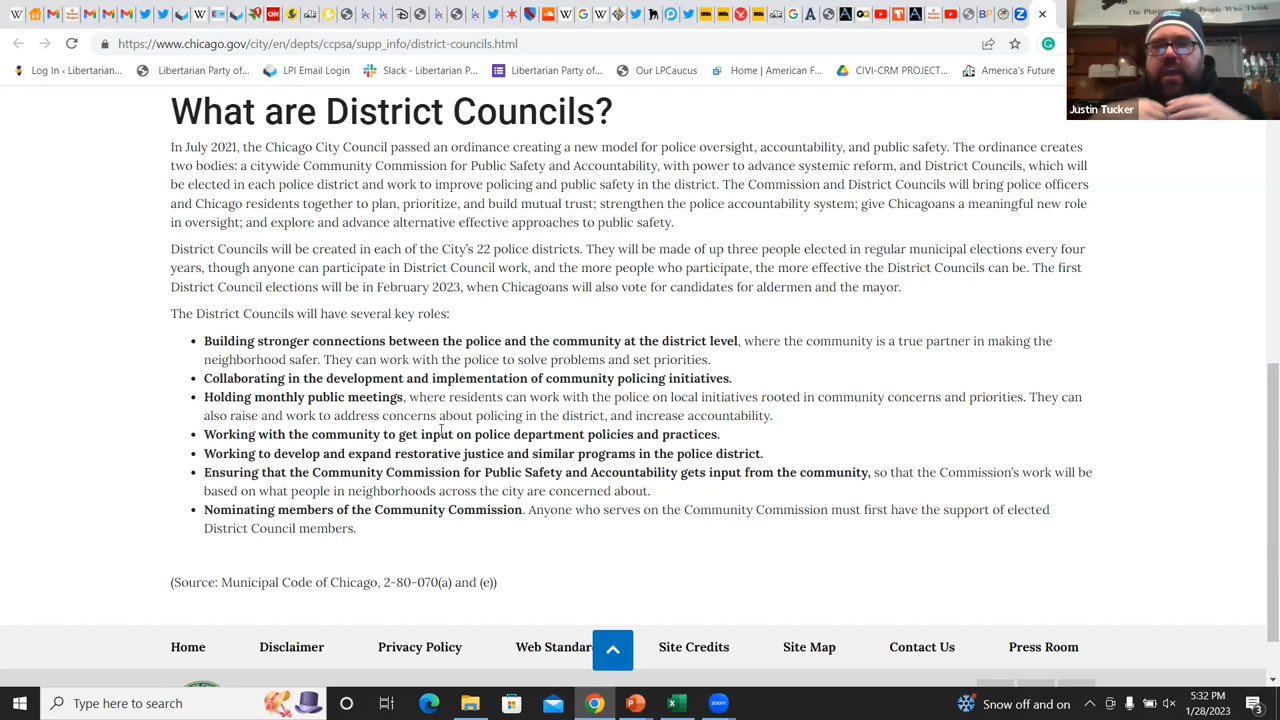 https://www.chicago.gov/city/en/depts/ccpsa/supp_info/district-councils.html
Log In ‹ Libertarian...
Libertarian Party of...
LPI Email Login
Slack - Libertarian P...
Libertarian Party of...
Our LPCaucus
Home | American F...
CIVI-CRM PROJECT...
America's Future
The Player
People Who Think
Justin Tucker
What are District Councils?
In July 2021, the Chicago City Council passed an ordinance creating a new model for police oversight, accountability, and public safety. The ordinance creates
two bodies: a citywide Community Commission for Public Safety and Accountability, with power to advance systemic reform, and District Councils, which will
be elected in each police district and work to improve policing and public safety in the district. The Commission and District Councils will bring police officers
and Chicago residents together to plan, prioritize, and build mutual trust; strengthen the police accountability system; give Chicagoans a meaningful new role
in oversight; and explore and advance alternative effective approaches to public safety.
District Councils will be created in each of the City's 22 police districts. They will be made of up three people elected in regular municipal elections every four
years, though anyone can participate in District Council work, and the more people who participate, the more effective the District Councils can be. The first
District Council elections will be in February 2023, when Chicagoans will also vote for candidates for aldermen and the mayor.
The District Councils will have several key roles:
• Building stronger connections between the police and the community at the district level, where the community is a true partner in making the
neighborhood safer. They can work with the police to solve problems and set priorities.
• Collaborating in the development and implementation of community policing initiatives.
• Holding monthly public meetings, where residents can work with the police on local initiatives rooted in community concerns and priorities. They can
also raise and work to address concerns about policing in the district, and increase accountability.
• Working with the community to get input on police department policies and practices.
• Working to develop and expand restorative justice and similar programs in the police district.
• Ensuring that the Community Commission for Public Safety and Accountability gets input from the community, so that the Commission's work will be
based on what people in neighborhoods across the city are concerned about.
• Nominating members of the Community Commission. Anyone who serves on the Community Commission must first have the support of elected
District Council members.
(Source: Municipal Code of Chicago, 2-80-070(a) and (e))
Home
Disclaimer
Privacy Policy
Web Standar
Site Credits
Site Map
Contact Us
Press Room
Type here to search
Snow off and on
5:32 PM
1/28/2023
3